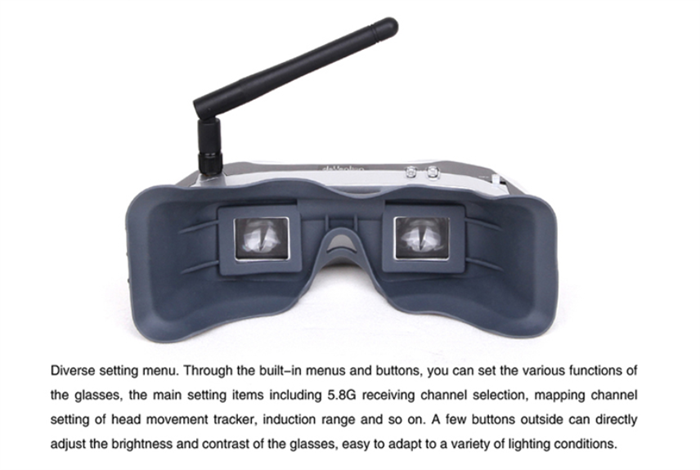 Diverse setting menu. Through the built-in menus and buttons, you can set the various functions of
the glasses, the main setting items including 5.8G receiving channel selection, mapping channel
setting of head movement tracker, induction range and so on. A few buttons outside can directly
adjust the brightness and contrast of the glasses, easy to adapt to a variety of lighting conditions.